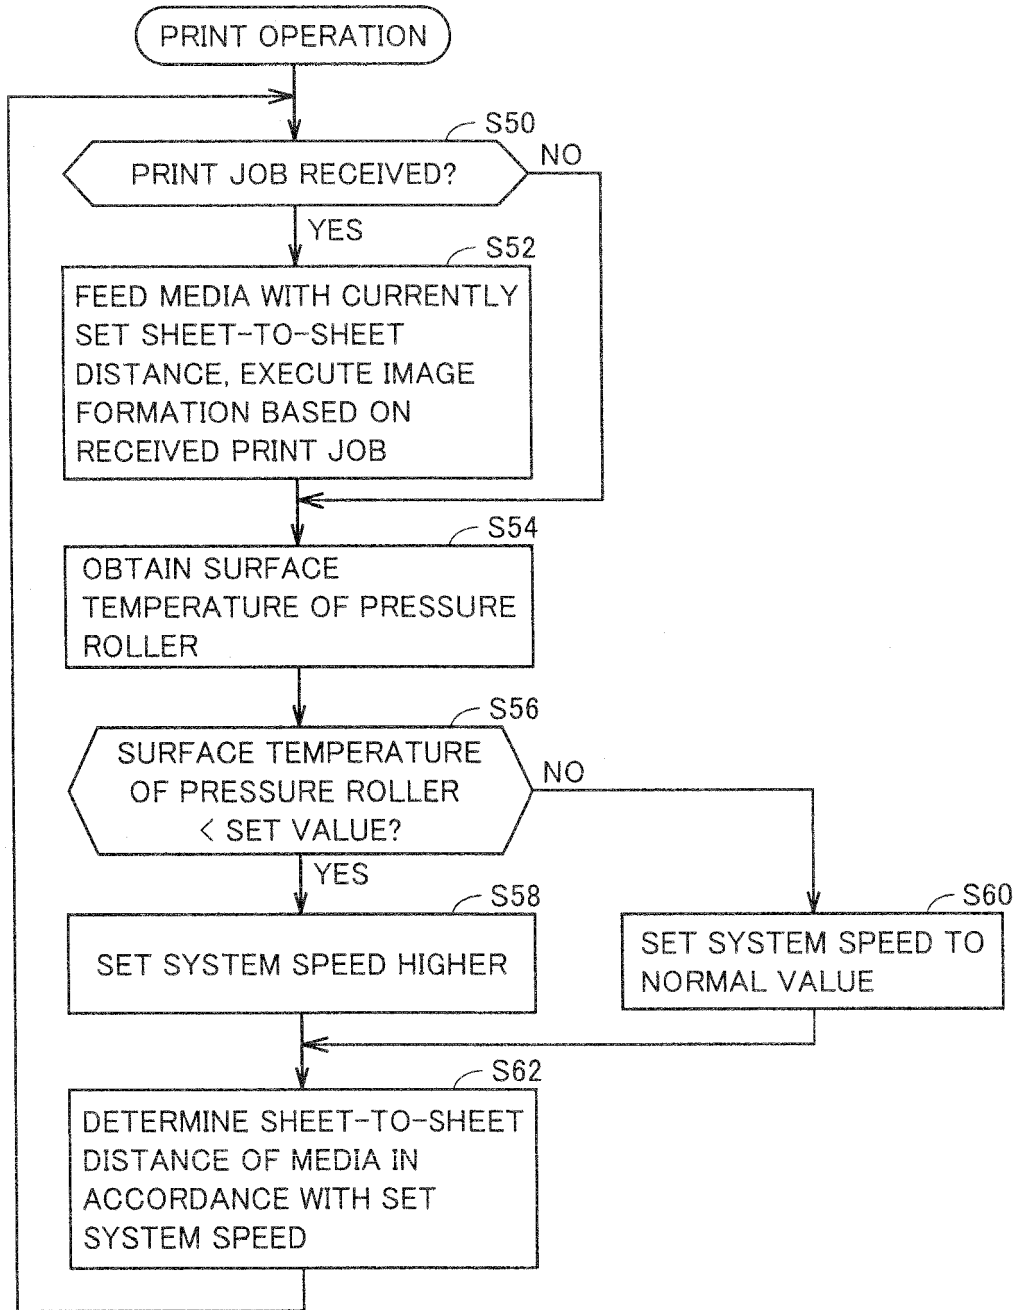 PRINT OPERATION
S50
PRINT JOB RECEIVED?
NO
YES
S52
FEED MEDIA WITH CURRENTLY
SET SHEET-TO-SHEET
DISTANCE, EXECUTE IMAGE
FORMATION BASED ON
RECEIVED PRINT JOB
S54
OBTAIN SURFACE
TEMPERATURE OF PRESSURE
ROLLER
S56
SURFACE TEMPERATURE
OF PRESSURE ROLLER
< SET VALUE?
NO
YES
S58
SET SYSTEM SPEED HIGHER
S60
SET SYSTEM SPEED TO
NORMAL VALUE
S62
DETERMINE SHEET-TO-SHEET
DISTANCE OF MEDIA IN
ACCORDANCE WITH SET
SYSTEM SPEED